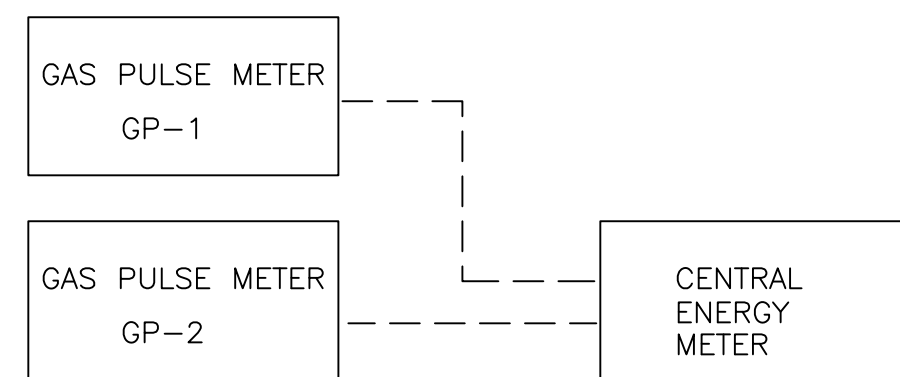 GAS PULSE METER
GP-1
GAS PULSE METER
GP-2
CENTRAL
ENERGY
METER